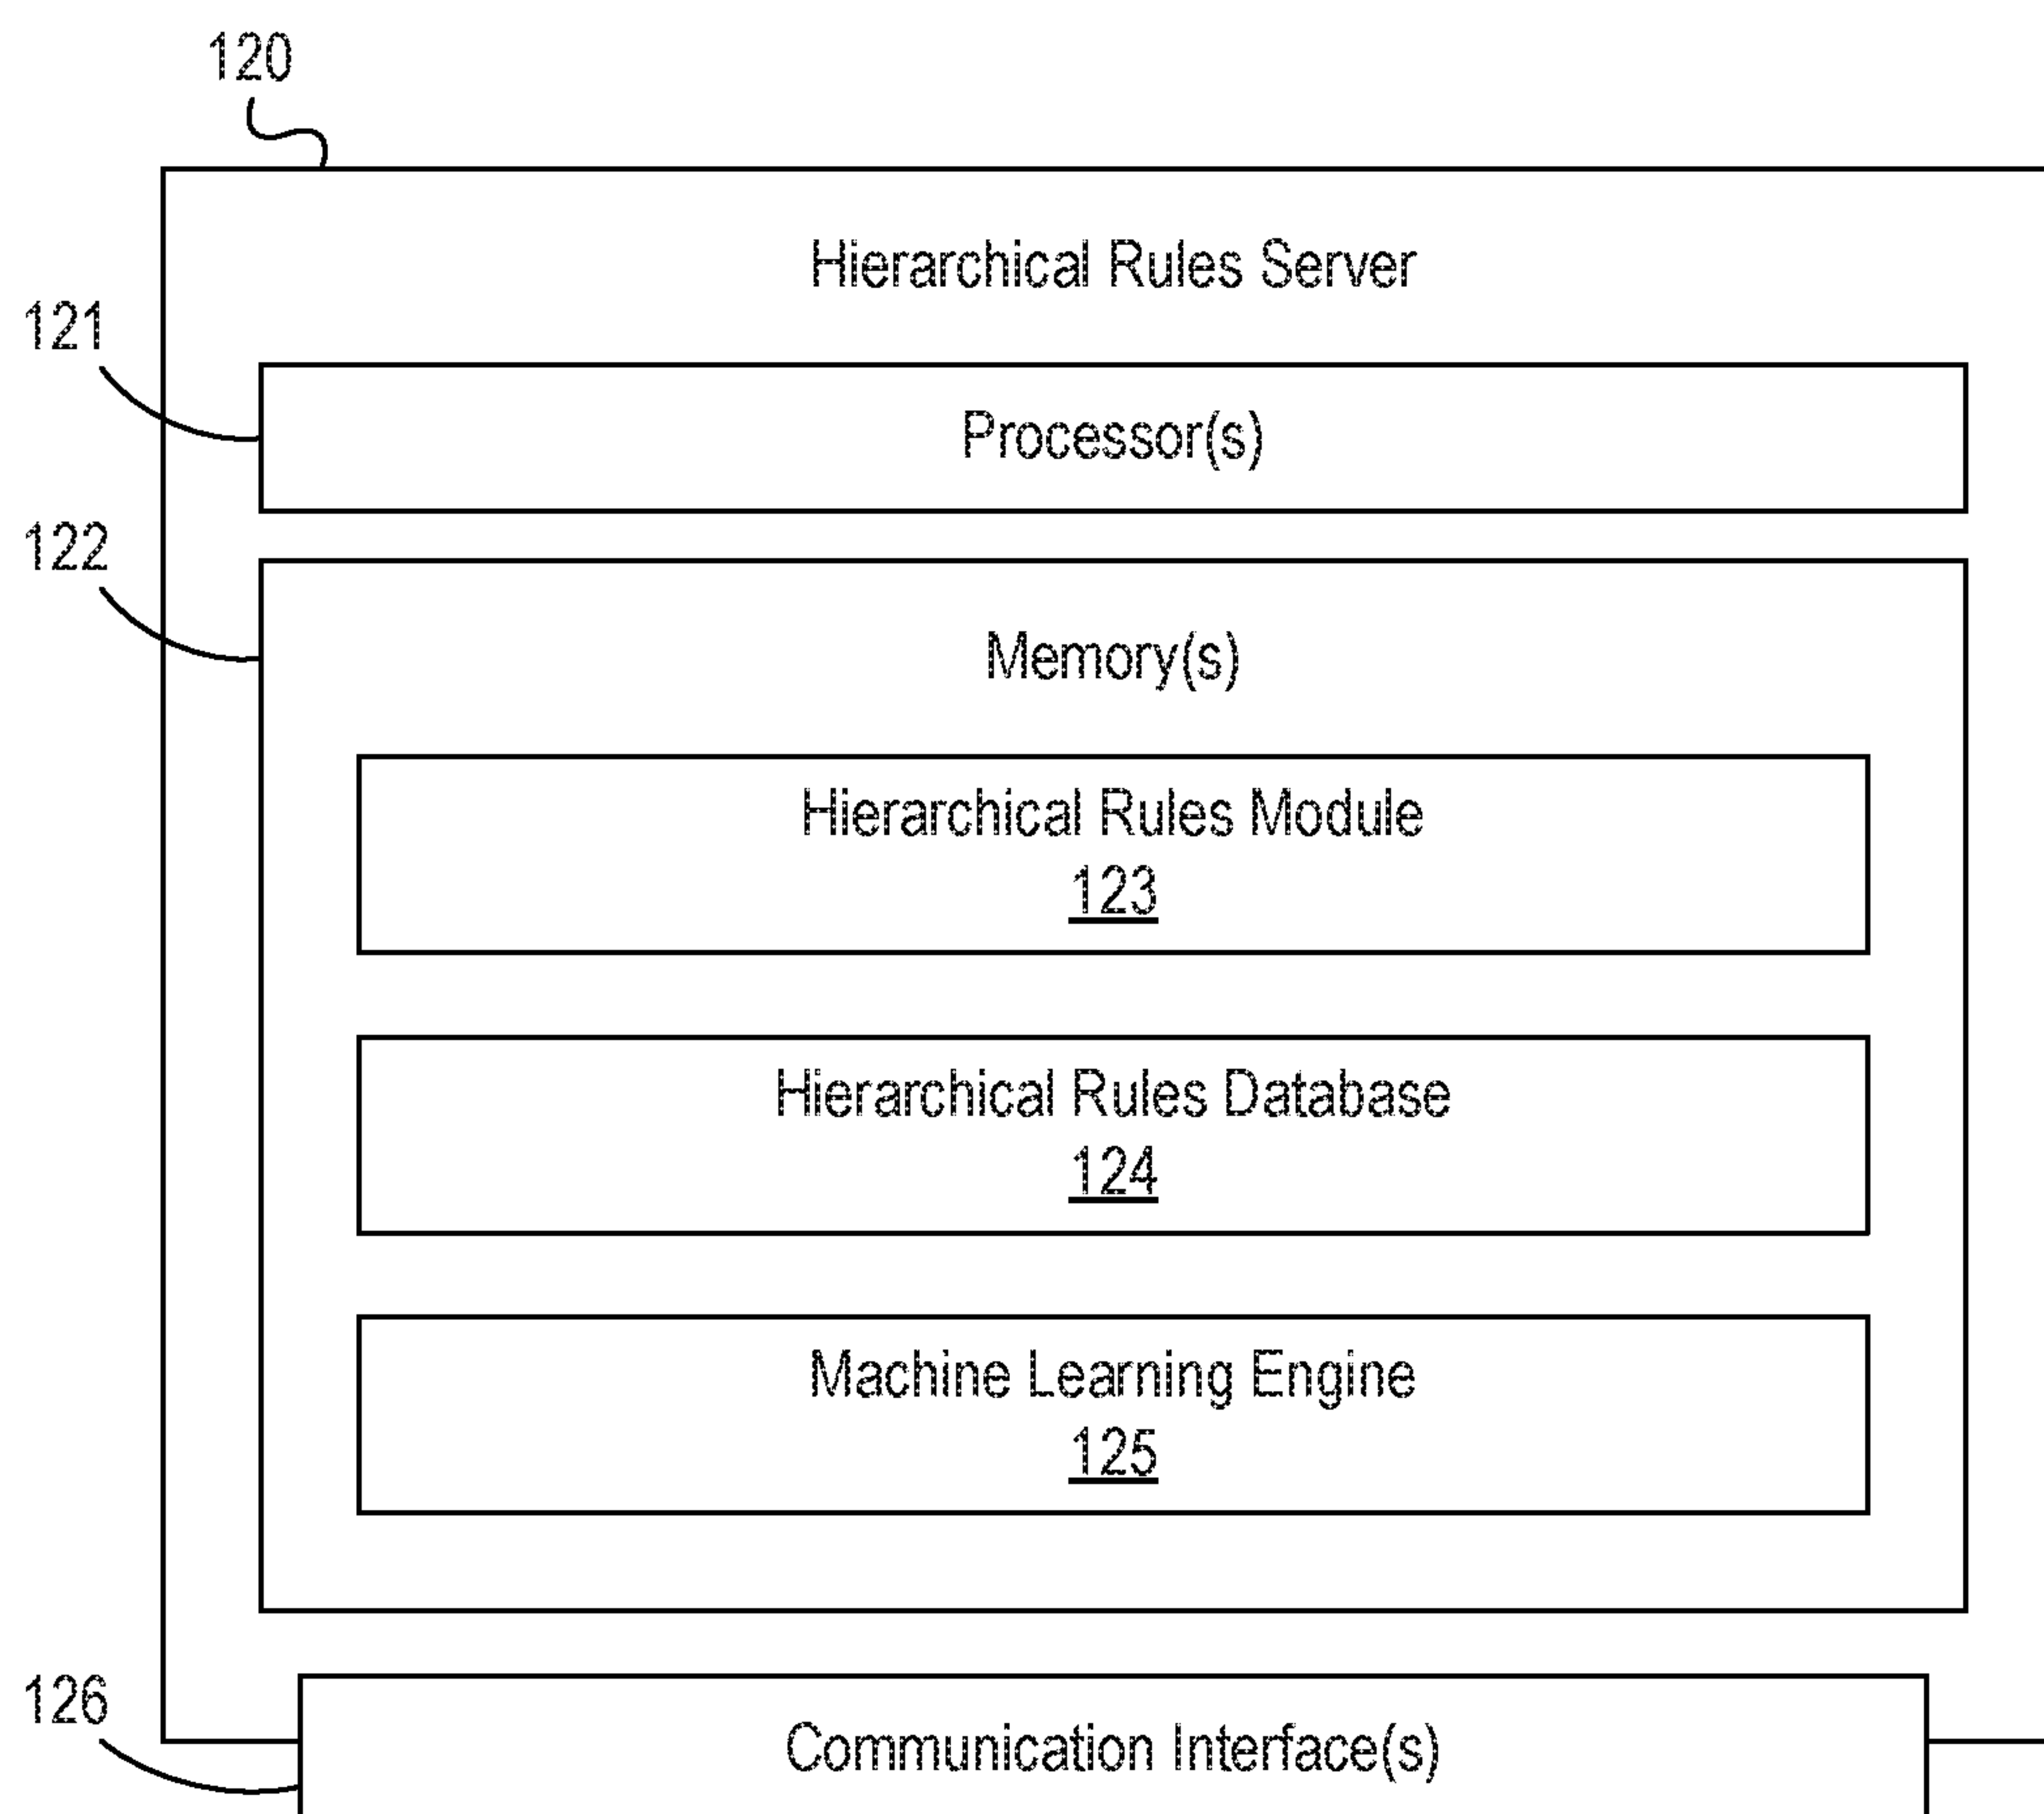 120
Hierarchical Rules Server
121
Processor(s)
122
Memory(s)
Hierarchical Rules Module
123
Hierarchical Rules Database
124
Machine Learning Engine
125
126
Communication Interface(s)